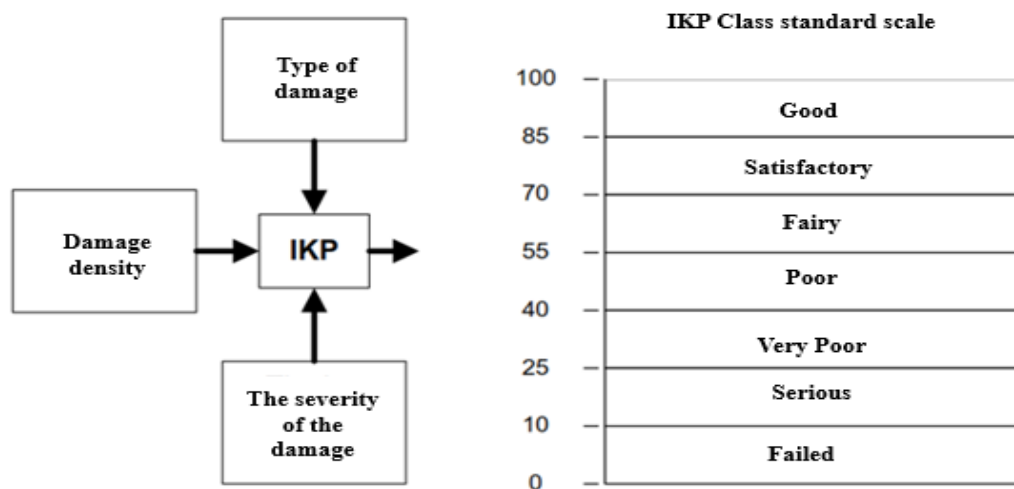 IKP Class standard scale
Type of
damage
Damage
density
IKP
The severity
of the
damage
100
Good
85
Satisfactory
70
Fairy
55
Poor
40
Very Poor
25
Serious
10
Failed
0